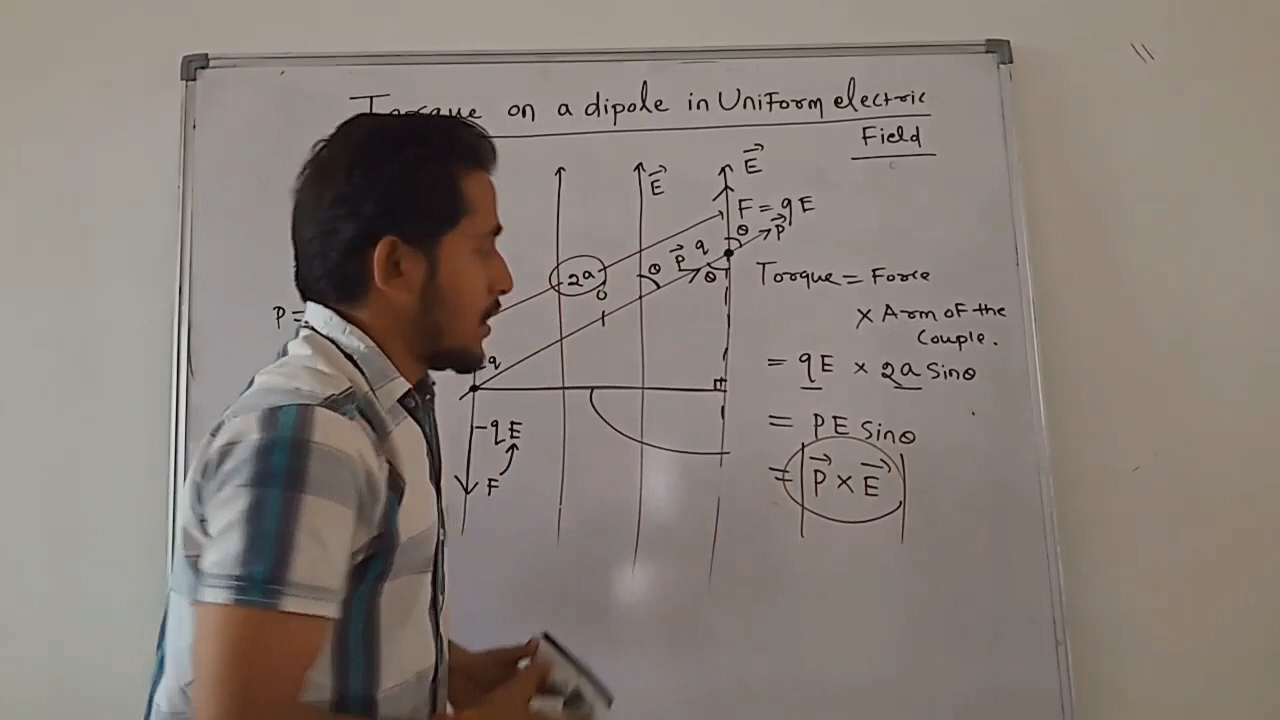 Torque on a dipole in UniForm electric
Field
E
E
F = qE
P
θ
q
P
θ
θ
2a
o
P =
q
-qE
F
Torque = Force
× Arm of the
Couple.
= qE × 2a Sinθ
= PE Sinθ
= |P⃗ × E⃗|